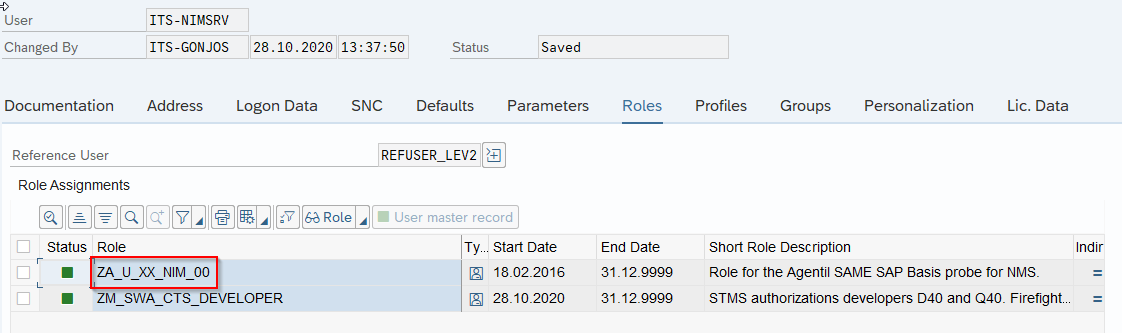 User ITS-NIMSRV
Changed By ITS-GONJOS 28.10.2020 13:37:50 Status Saved
Documentation Address Logon Data SNC Defaults Parameters Roles Profiles Groups Personalization Lic. Data
Reference User REFUSER_LEV2
Role Assignments
Role User master record
Status Role Ty... Start Date End Date Short Role Description Indir
ZA_U_XX_NIM_00 18.02.2016 31.12.9999 Role for the Agentil SAME SAP Basis probe for NMS.
ZM_SWA_CTS_DEVELOPER 28.10.2020 31.12.9999 STMS authorizations developers D40 and Q40. Firefight...